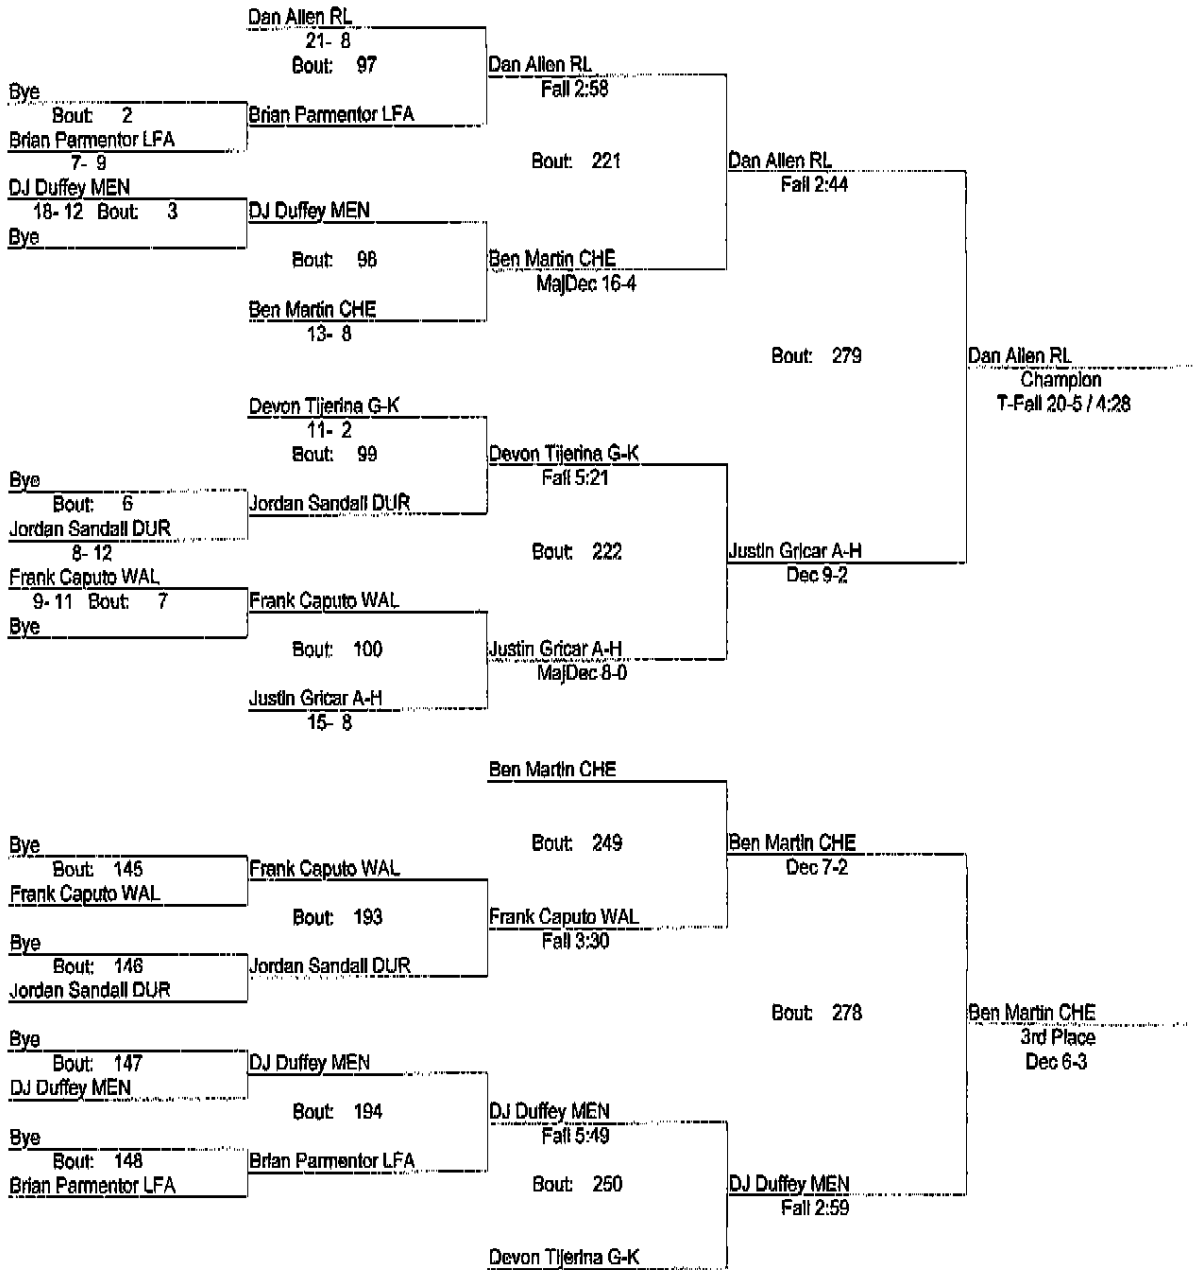 Dan Allen RL
21- 8
Bout: 97
Dan Allen RL
Fall 2:58
Bye
Bout: 2
Brian Parmentor LFA
Brian Parmentor LFA
7- 9
Bout: 221
Dan Allen RL
Fall 2:44
DJ Duffey MEN
18- 12 Bout: 3
DJ Duffey MEN
Bye
Bout: 98
Ben Martin CHE
MajDec 16-4
Ben Martin CHE
13- 8
Bout: 279
Dan Allen RL
Champion
T-Fall 20-5 / 4:28
Devon Tijerina G-K
11- 2
Bout: 99
Devon Tijerina G-K
Fall 5:21
Bye
Bout: 6
Jordan Sandall DUR
Jordan Sandall DUR
8- 12
Bout: 222
Justin Gricar A-H
Dec 9-2
Frank Caputo WAL
9- 11 Bout: 7
Frank Caputo WAL
Bye
Bout: 100
Justin Gricar A-H
MajDec 8-0
Justin Gricar A-H
15- 8
Ben Martin CHE
Bout: 249
Ben Martin CHE
Dec 7-2
Bye
Bout: 145
Frank Caputo WAL
Frank Caputo WAL
Bout: 193
Frank Caputo WAL
Fall 3:30
Bye
Bout: 146
Jordan Sandall DUR
Jordan Sandall DUR
Bout: 278
Ben Martin CHE
3rd Place
Dec 6-3
Bye
Bout: 147
DJ Duffey MEN
DJ Duffey MEN
Bout: 194
DJ Duffey MEN
Fall 5:49
Bye
Bout: 148
Brian Parmentor LFA
Brian Parmentor LFA
Bout: 250
DJ Duffey MEN
Fall 2:59
Devon Tijerina G-K